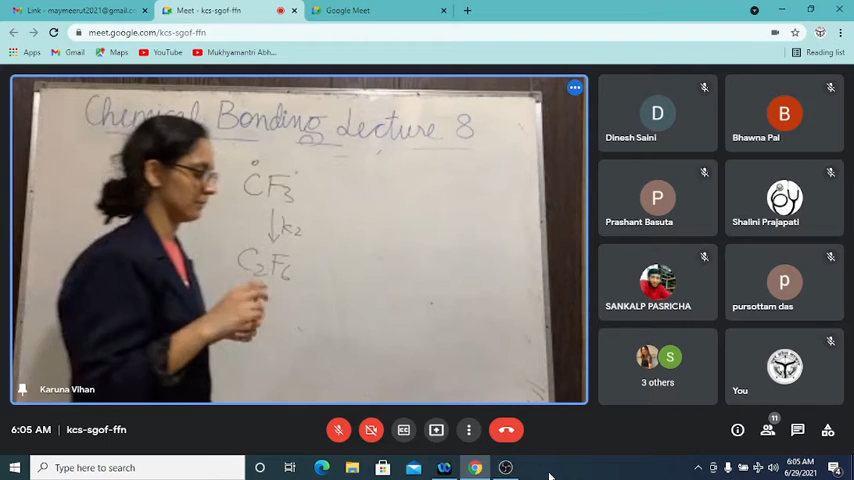 Link - maymeerut2021@gmail.co
Meet - kcs-sgof-ffn
Google Meet
meet.google.com/kcs-sgof-ffn
Apps
Gmail
Maps
YouTube
Mukhyamantri Abh...
Reading list
Chemical Bonding Lecture 8
CF3
k2
C2F6
Karuna Vihan
D
Dinesh Saini
B
Bhawna Pal
P
Prashant Basuta
Shalini Prajapati
SANKALP PASRICHA
p
pursottam das
S
3 others
You
6:05 AM | kcs-sgof-ffn
11
Type here to search
6:05 AM
6/29/2021
4